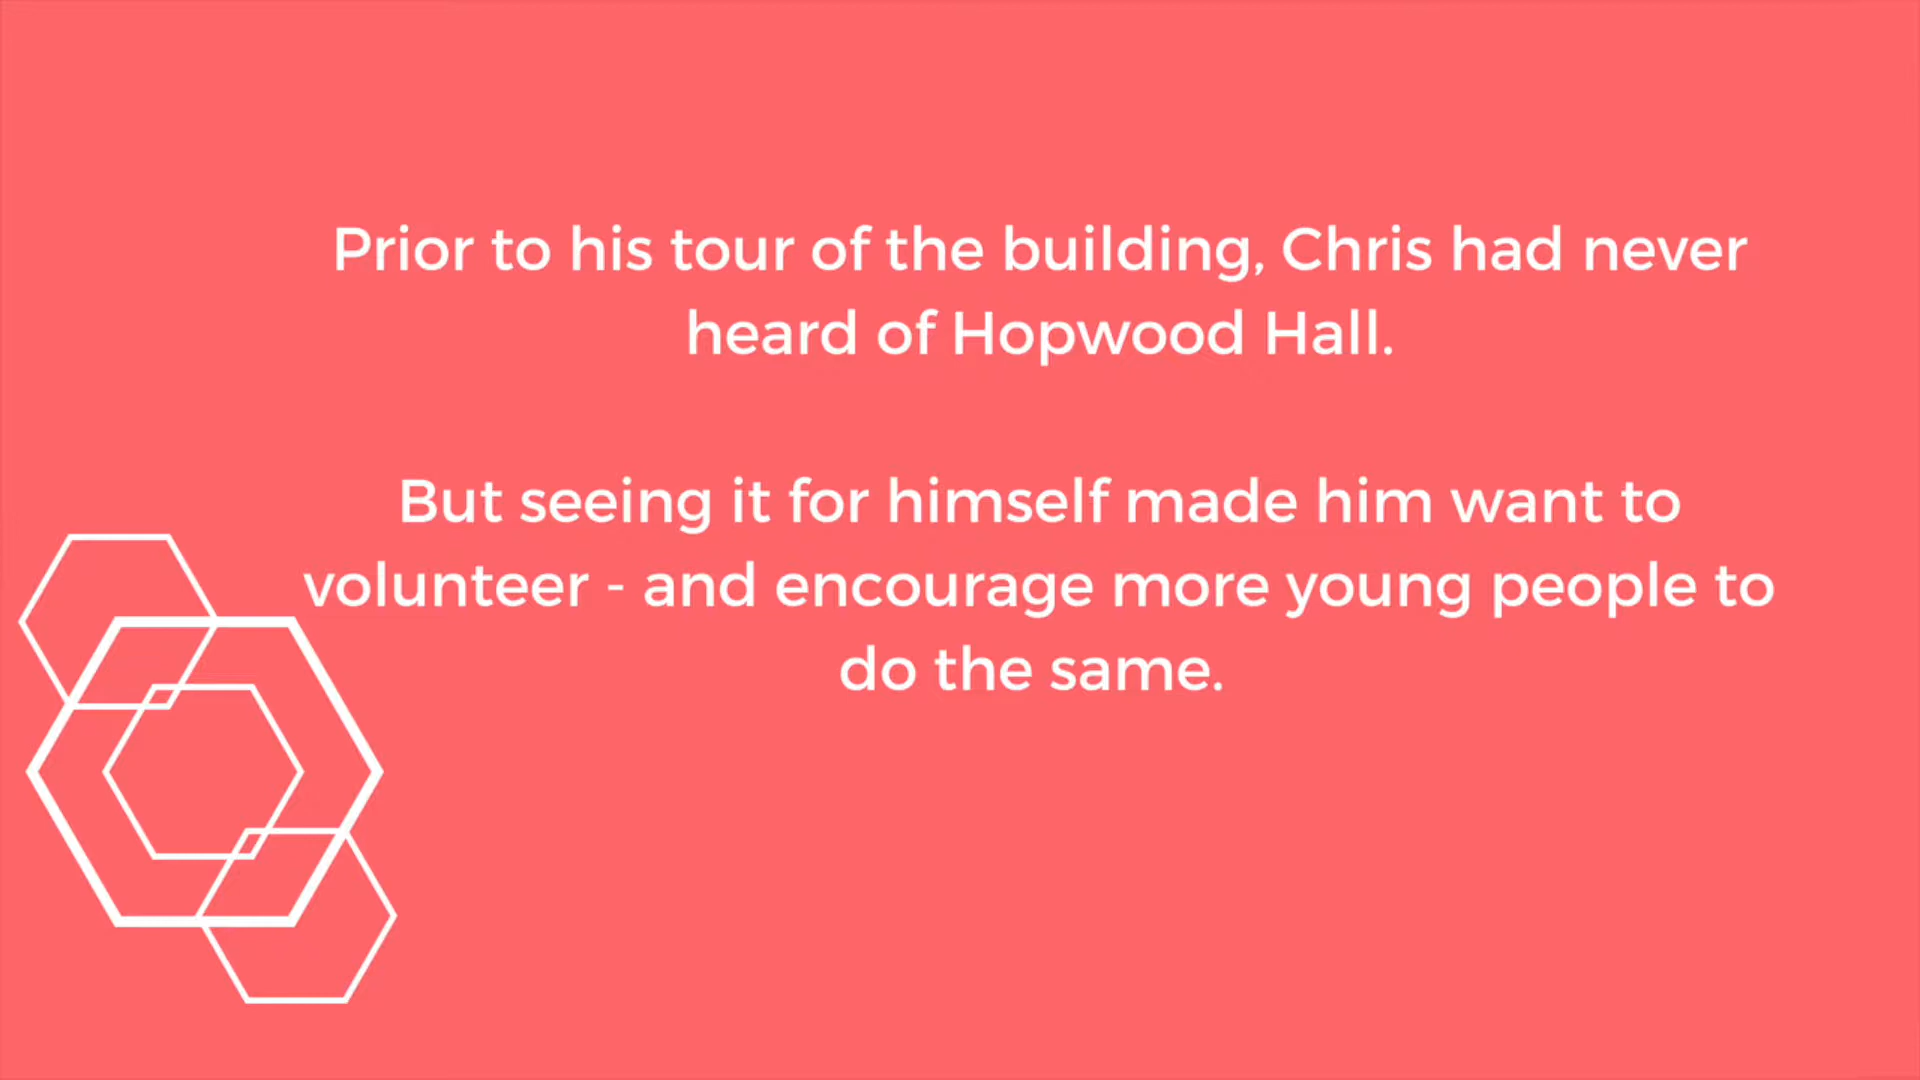 Prior to his tour of the building, Chris had never
heard of Hopwood Hall.
But seeing it for himself made him want to
volunteer - and encourage more young people to
do the same.